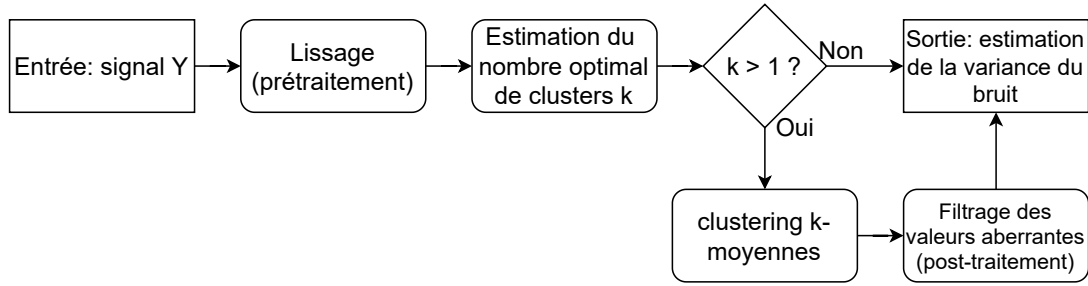 Entrée: signal Y
Lissage
(prétraitement)
Estimation du
nombre optimal
de clusters k
k > 1 ?
Non
Sortie: estimation
de la variance du
bruit
Oui
clustering k-
moyennes
Filtrage des
valeurs aberrantes
(post-traitement)